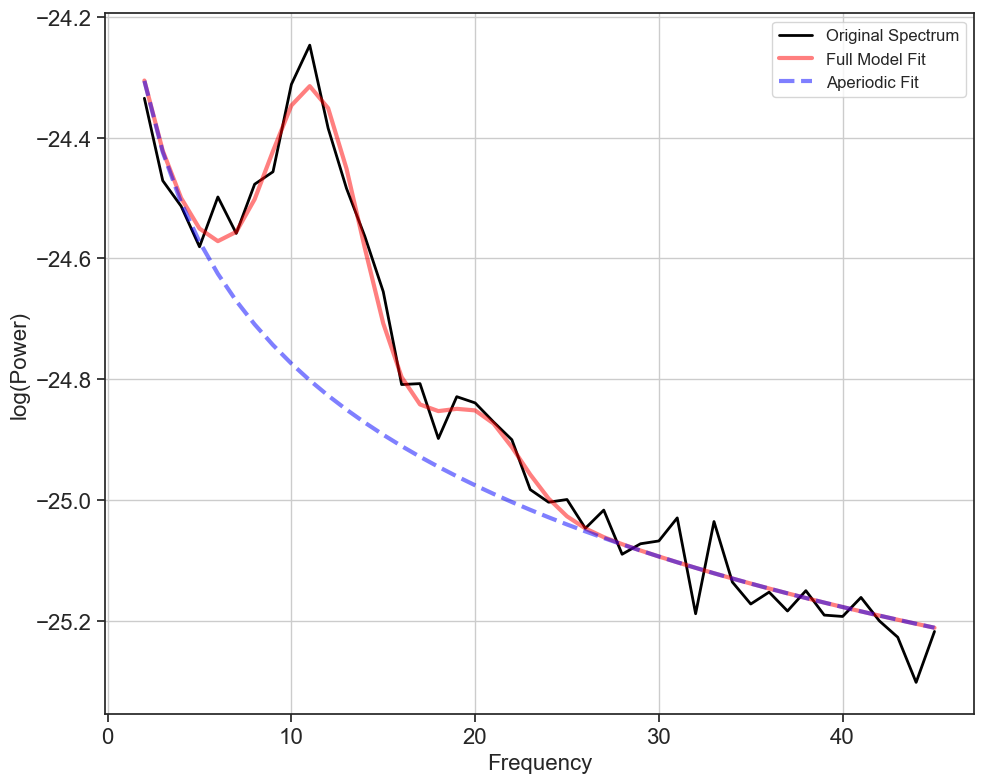 −24.2
−24.4
−24.6
−24.8
−25.0
−25.2
log(Power)
Original Spectrum
Full Model Fit
Aperiodic Fit
0 10 20 30 40
Frequency